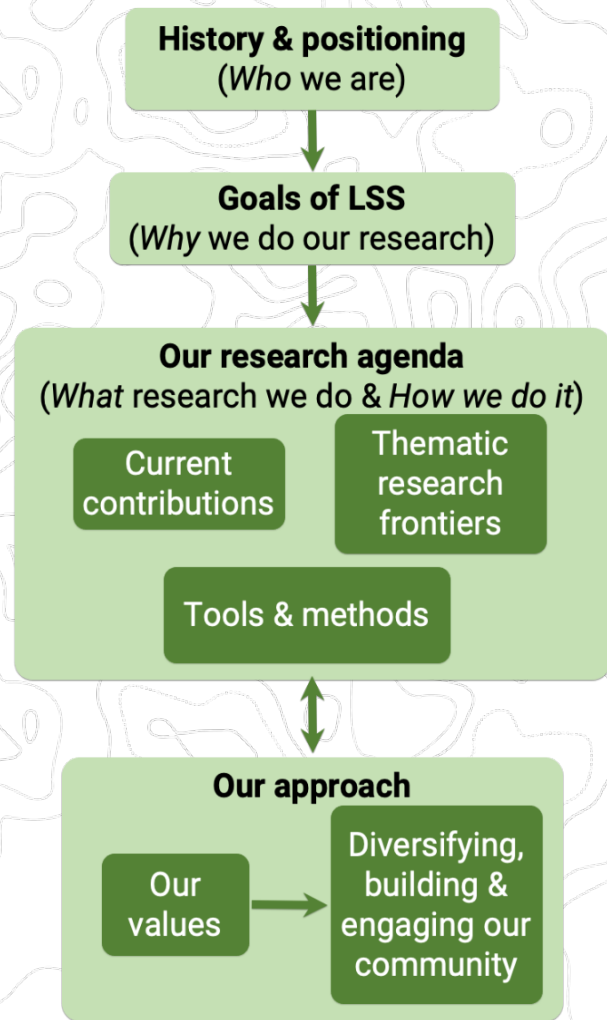 History & positioning
(Who we are)
Goals of LSS
(Why we do our research)
Our research agenda
(What research we do & How we do it)
Current
contributions
Thematic
research
frontiers
Tools & methods
Our approach
Our
values
Diversifying,
building &
engaging our
community